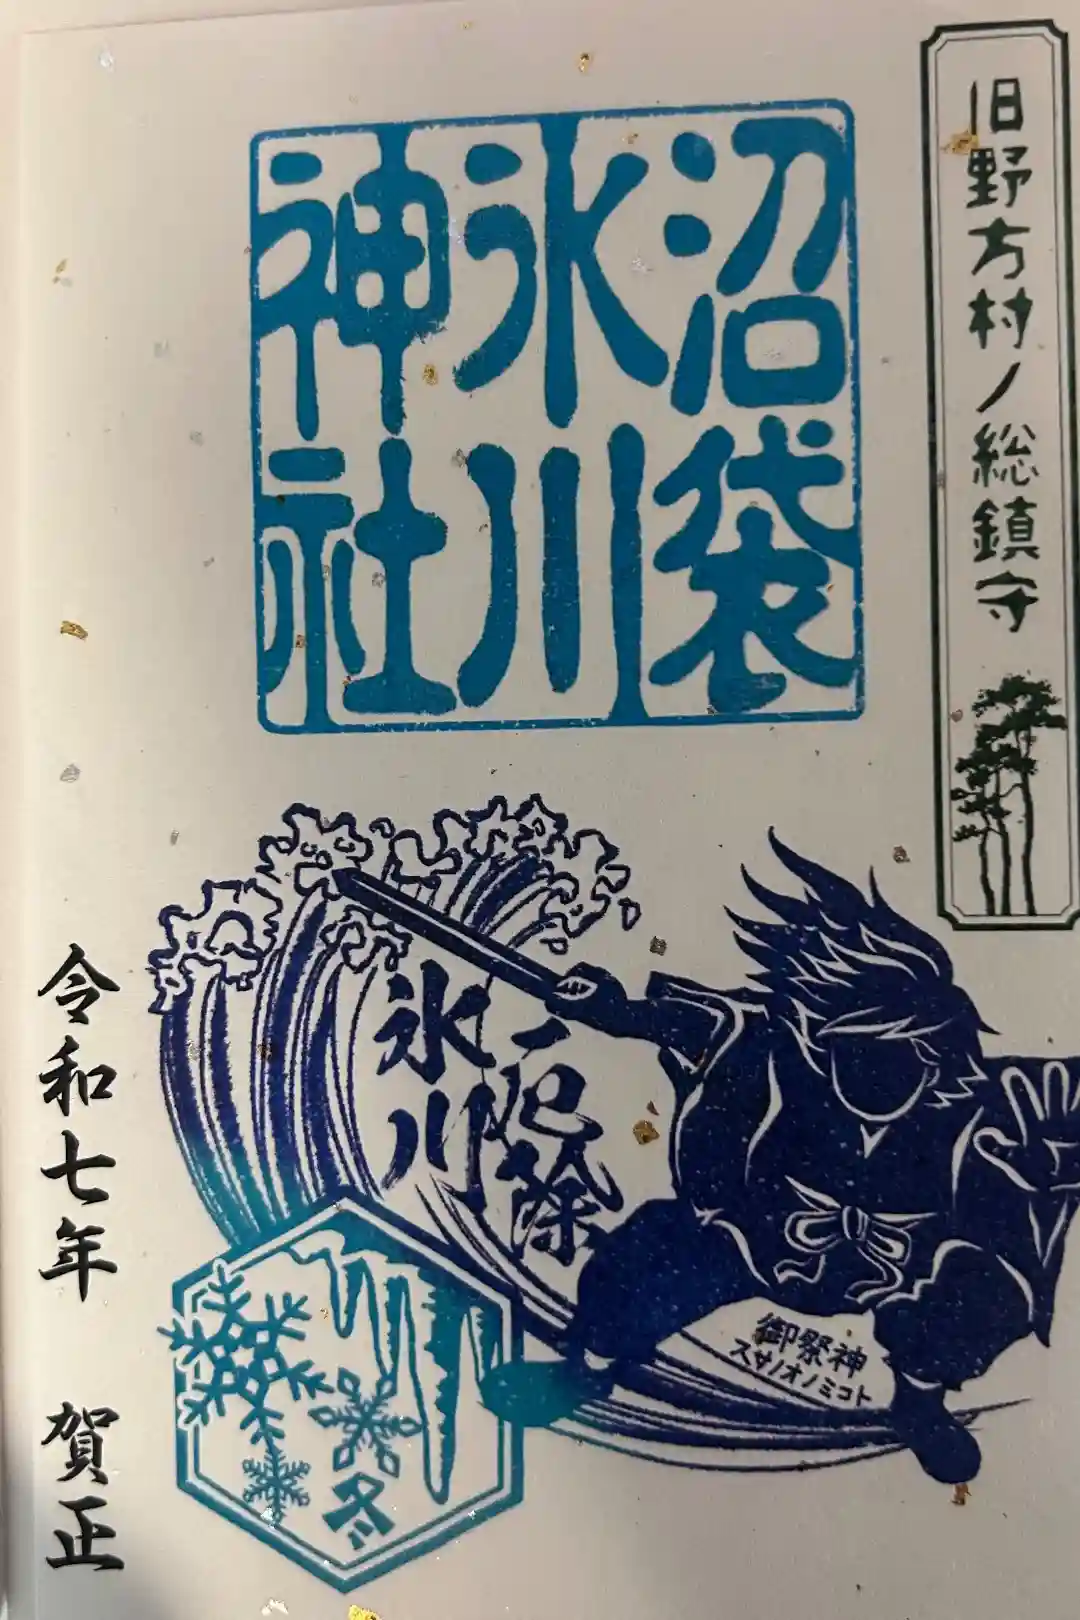 旧野方村ノ総鎮守
沼袋
氷川
神社
厄除
氷川
御祭神
スサノオノミコト
冬
令和七年 賀正